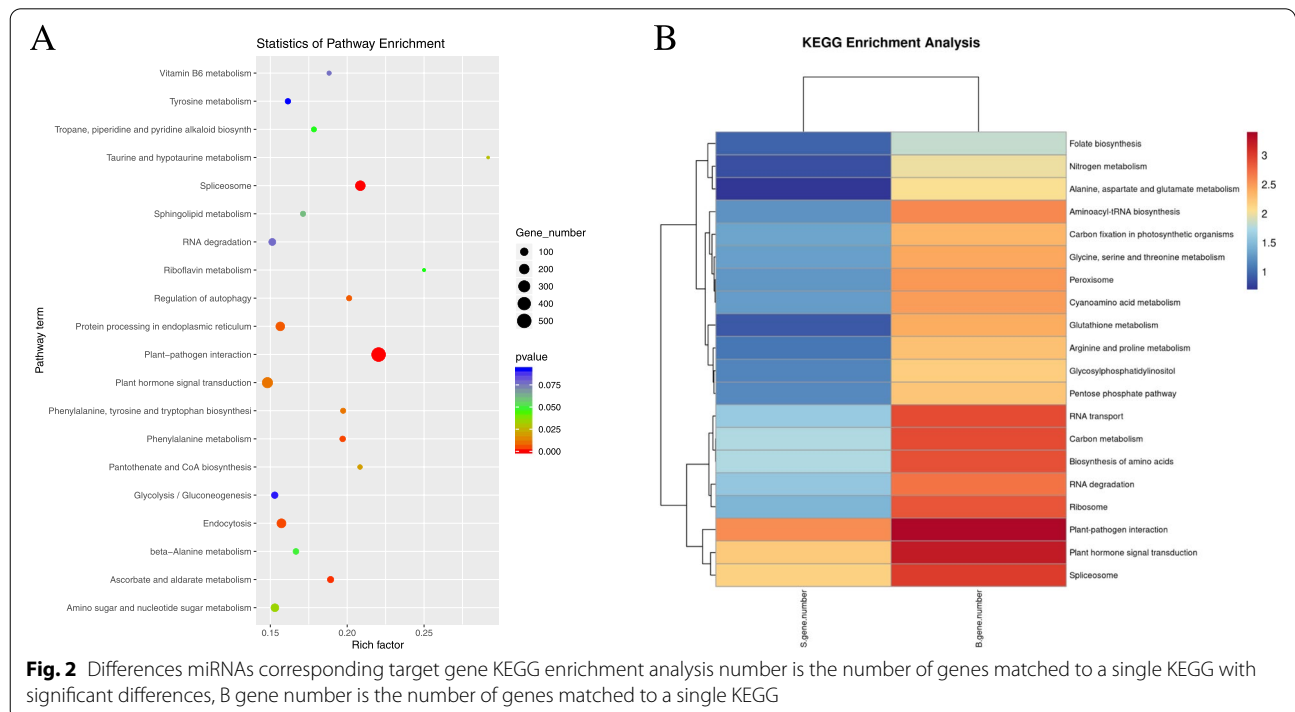 A
Statistics of Pathway Enrichment
Vitamin B6 metabolism
Tyrosine metabolism
Tropane, piperidine and pyridine alkaloid biosynth
Taurine and hypotaurine metabolism
Spliceosome
Sphingolipid metabolism
RNA degradation
Riboflavin metabolism
Regulation of autophagy
Protein processing in endoplasmic reticulum
Plant−pathogen interaction
Plant hormone signal transduction
Phenylalanine, tyrosine and tryptophan biosynthesi
Phenylalanine metabolism
Pantothenate and CoA biosynthesis
Glycolysis / Gluconeogenesis
Endocytosis
beta−Alanine metabolism
Ascorbate and aldarate metabolism
Amino sugar and nucleotide sugar metabolism
Pathway term
0.15 0.20 0.25
Rich factor
Gene_number
100
200
300
400
500
pvalue
0.075
0.050
0.025
0.000
B
KEGG Enrichment Analysis
Folate biosynthesis
Nitrogen metabolism
Alanine, aspartate and glutamate metabolism
Aminoacyl-tRNA biosynthesis
Carbon fixation in photosynthetic organisms
Glycine, serine and threonine metabolism
Peroxisome
Cyanoamino acid metabolism
Glutathione metabolism
Arginine and proline metabolism
Glycosylphosphatidylinositol
Pentose phosphate pathway
RNA transport
Carbon metabolism
Biosynthesis of amino acids
RNA degradation
Ribosome
Plant-pathogen interaction
Plant hormone signal transduction
Spliceosome
3
2.5
2
1.5
1
S.gene.number
B.gene.number
Fig. 2 Differences miRNAs corresponding target gene KEGG enrichment analysis number is the number of genes matched to a single KEGG with
significant differences, B gene number is the number of genes matched to a single KEGG